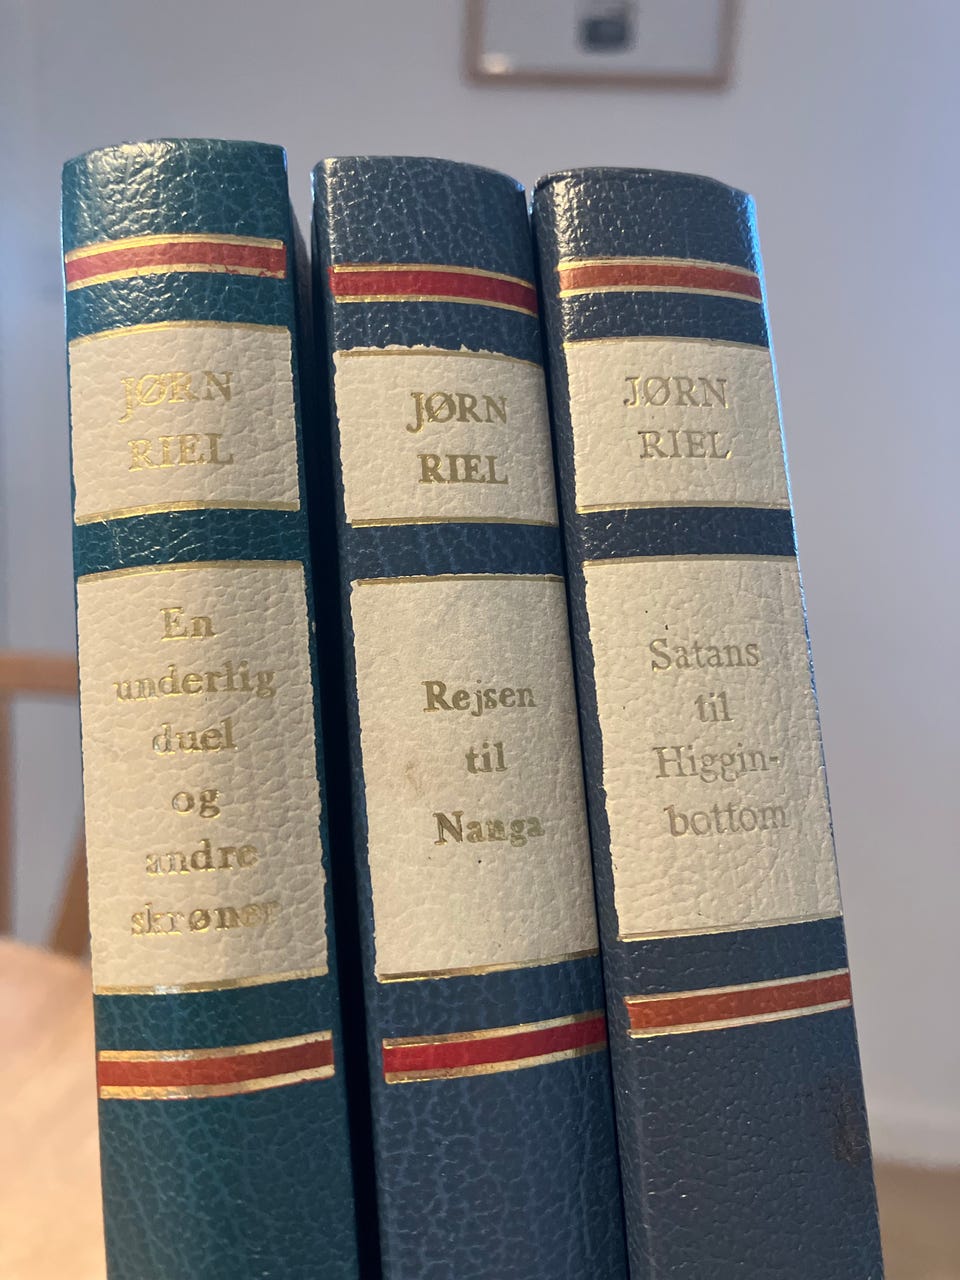 JØRN
RIEL
En
underlig
duel
og
andre
skrøner
JØRN
RIEL
Rejsen
til
Nanga
JØRN
RIEL
Satans
til
Higgin-
bottom